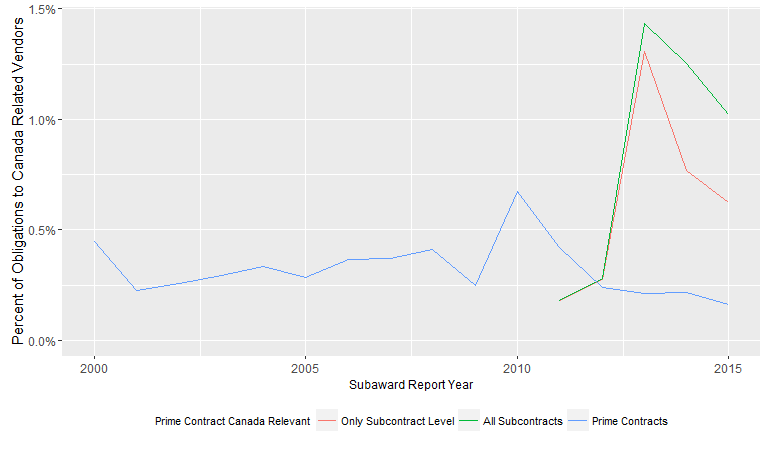 Percent of Obligations to Canada Related Vendors
1.5%
1.0%
0.5%
0.0%
2000 2005 2010 2015
Subaward Report Year
Prime Contract Canada Relevant Only Subcontract Level All Subcontracts Prime Contracts